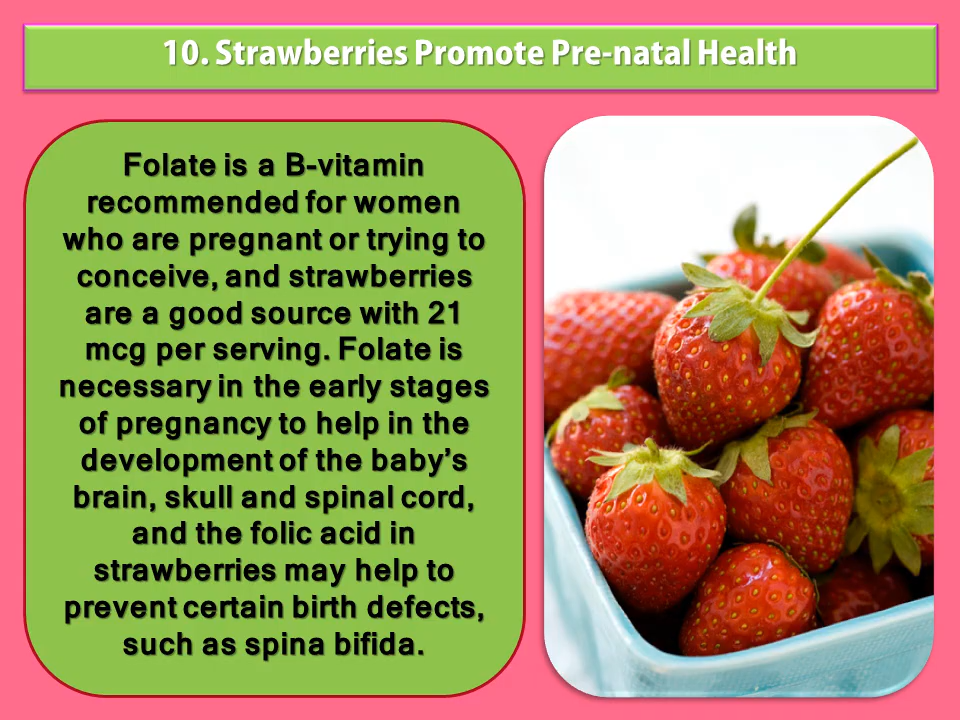 10. Strawberries Promote Pre-natal Health
Folate is a B-vitamin
recommended for women
who are pregnant or trying to
conceive, and strawberries
are a good source with 21
mcg per serving. Folate is
necessary in the early stages
of pregnancy to help in the
development of the baby’s
brain, skull and spinal cord,
and the folic acid in
strawberries may help to
prevent certain birth defects,
such as spina bifida.